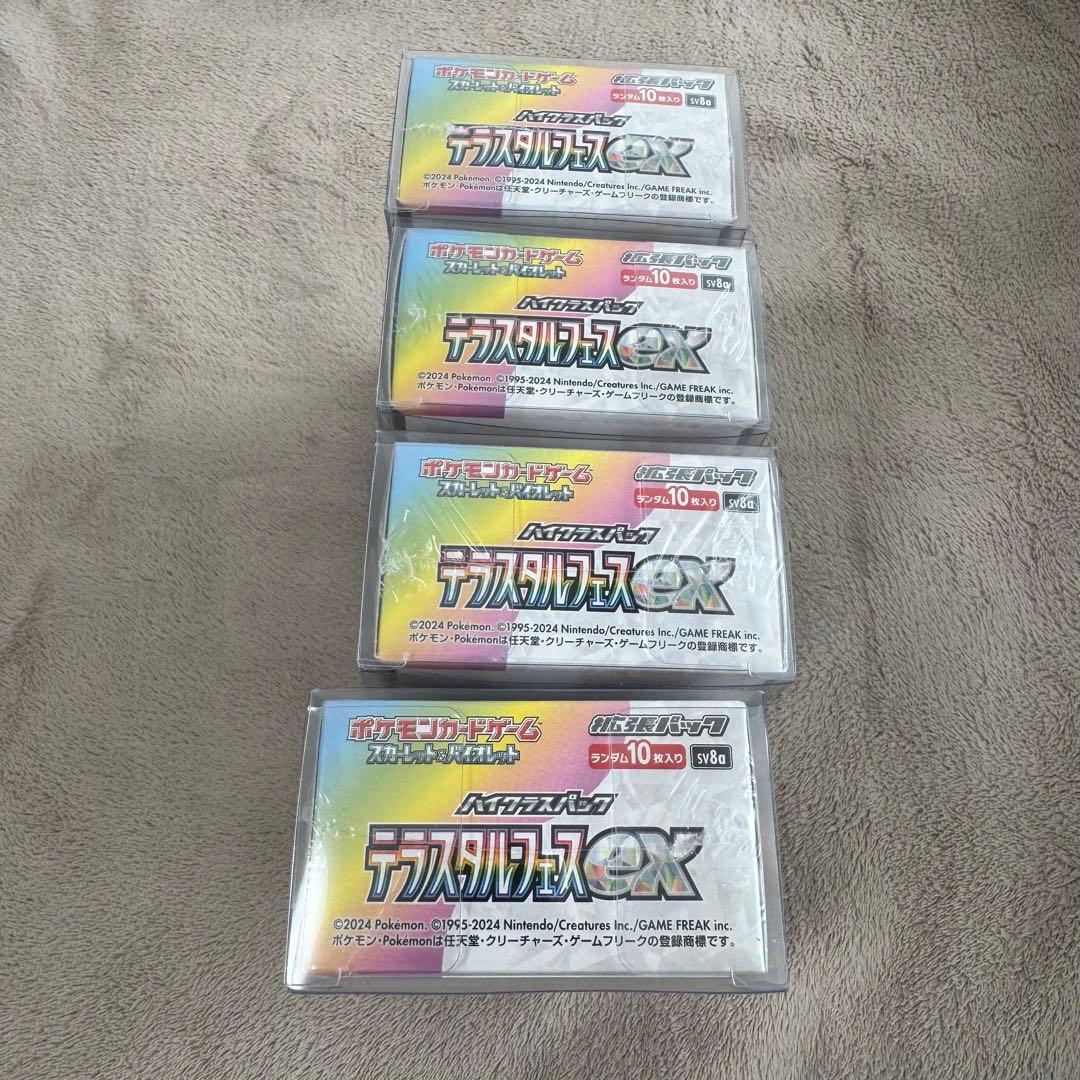 ポケモンカードゲーム
スカーレット&バイオレット
拡張パック
ランダム10枚入り SV8a
ハイクラスパック
テラスタルフェスex
©2024 Pokémon. ©1995-2024 Nintendo/Creatures Inc./GAME FREAK inc.
ポケモン・Pokémonは任天堂・クリーチャーズ・ゲームフリークの登録商標です。
ポケモンカードゲーム
スカーレット&バイオレット
拡張パック
ランダム10枚入り SV8a
ハイクラスパック
テラスタルフェスex
©2024 Pokémon. ©1995-2024 Nintendo/Creatures Inc./GAME FREAK inc.
ポケモン・Pokémonは任天堂・クリーチャーズ・ゲームフリークの登録商標です。
ポケモンカードゲーム
スカーレット&バイオレット
拡張パック
ランダム10枚入り SV8a
ハイクラスパック
テラスタルフェスex
©2024 Pokémon. ©1995-2024 Nintendo/Creatures Inc./GAME FREAK inc.
ポケモン・Pokémonは任天堂・クリーチャーズ・ゲームフリークの登録商標です。
ポケモンカードゲーム
スカーレット&バイオレット
拡張パック
ランダム10枚入り SV8a
ハイクラスパック
テラスタルフェスex
©2024 Pokémon. ©1995-2024 Nintendo/Creatures Inc./GAME FREAK inc.
ポケモン・Pokémonは任天堂・クリーチャーズ・ゲームフリークの登録商標です。